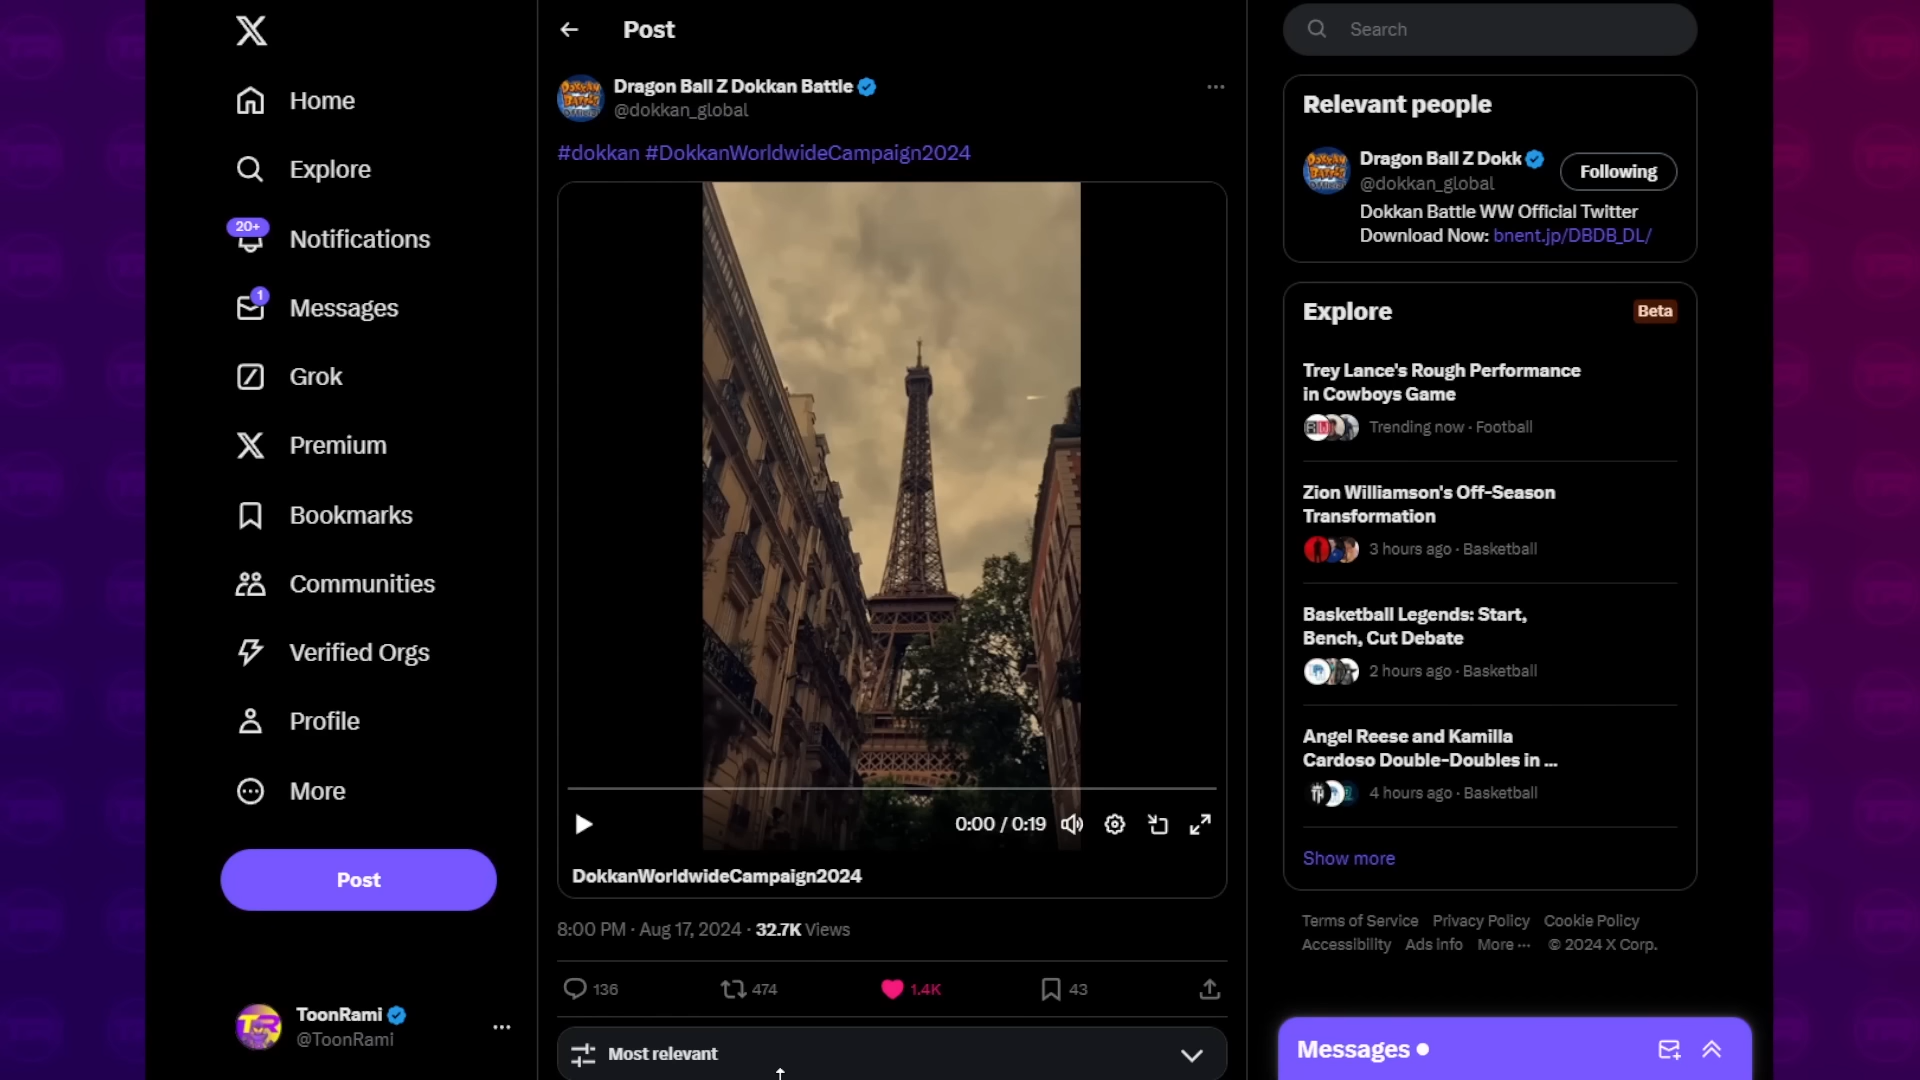 Home
Explore
20+
Notifications
1
Messages
Grok
Premium
Bookmarks
Communities
Verified Orgs
Profile
More
Post
ToonRami
@ToonRami
Post
Dragon Ball Z Dokkan Battle
@dokkan_global
#dokkan #DokkanWorldwideCampaign2024
0:00 / 0:19
DokkanWorldwideCampaign2024
8:00 PM · Aug 17, 2024 · 32.7K Views
136 474 1.4K 43
Most relevant
Search
Relevant people
Dragon Ball Z Dokk
@dokkan_global
Following
Dokkan Battle WW Official Twitter
Download Now: bnent.jp/DBDB_DL/
Explore
Beta
Trey Lance's Rough Performance
in Cowboys Game
Trending now · Football
Zion Williamson's Off-Season
Transformation
3 hours ago · Basketball
Basketball Legends: Start,
Bench, Cut Debate
2 hours ago · Basketball
Angel Reese and Kamilla
Cardoso Double-Doubles in ...
4 hours ago · Basketball
Show more
Terms of Service Privacy Policy Cookie Policy
Accessibility Ads info More ··· © 2024 X Corp.
Messages